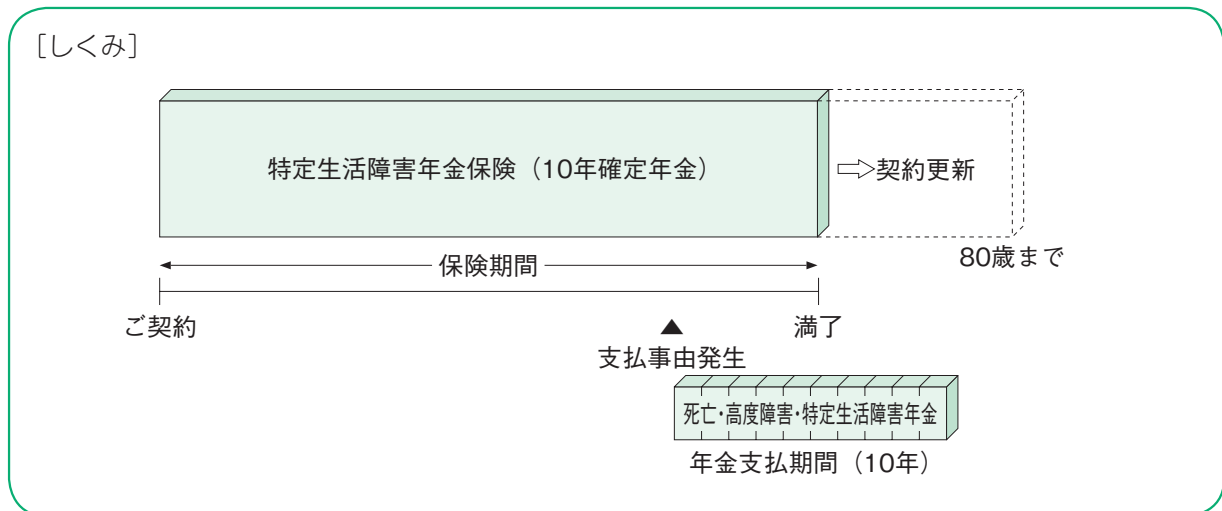 [しくみ]
特定生活障害年金保険（10年確定年金）
⇨契約更新
80歳まで
保険期間
ご契約
満了
▲
支払事由発生
死亡・高度障害・特定生活障害年金
年金支払期間（10年）